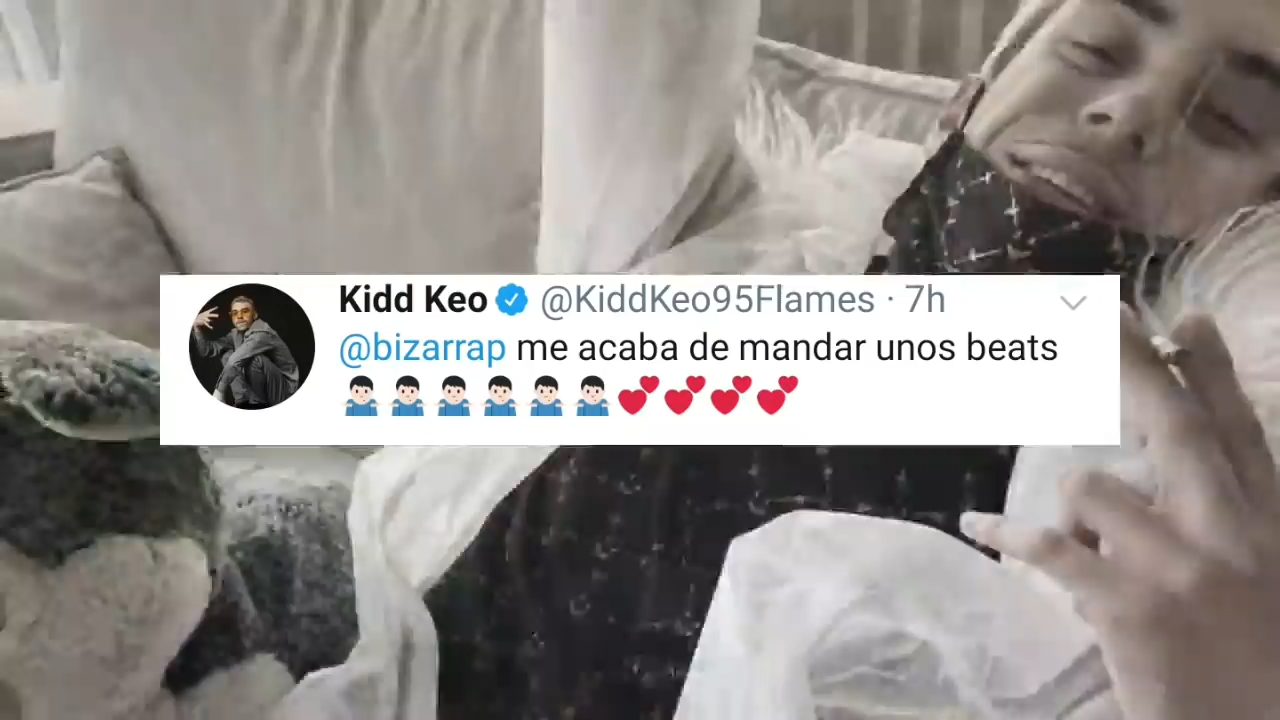 Kidd Keo @KiddKeo95Flames · 7h
@bizarrap me acaba de mandar unos beats
🤷🏻‍♂️🤷🏻‍♂️🤷🏻‍♂️🤷🏻‍♂️🤷🏻‍♂️🤷🏻‍♂️💕💕💕💕